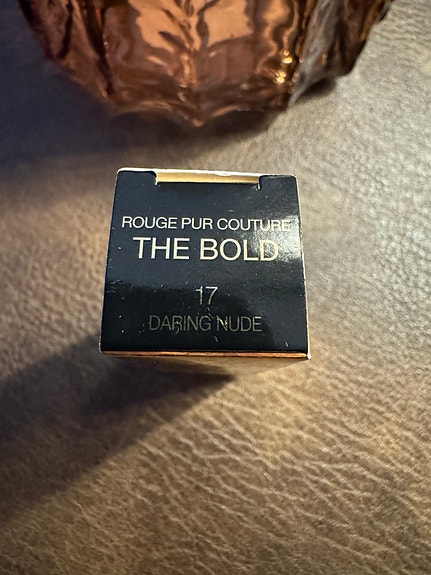 ROUGE PUR COUTURE
THE BOLD
17
DARING NUDE